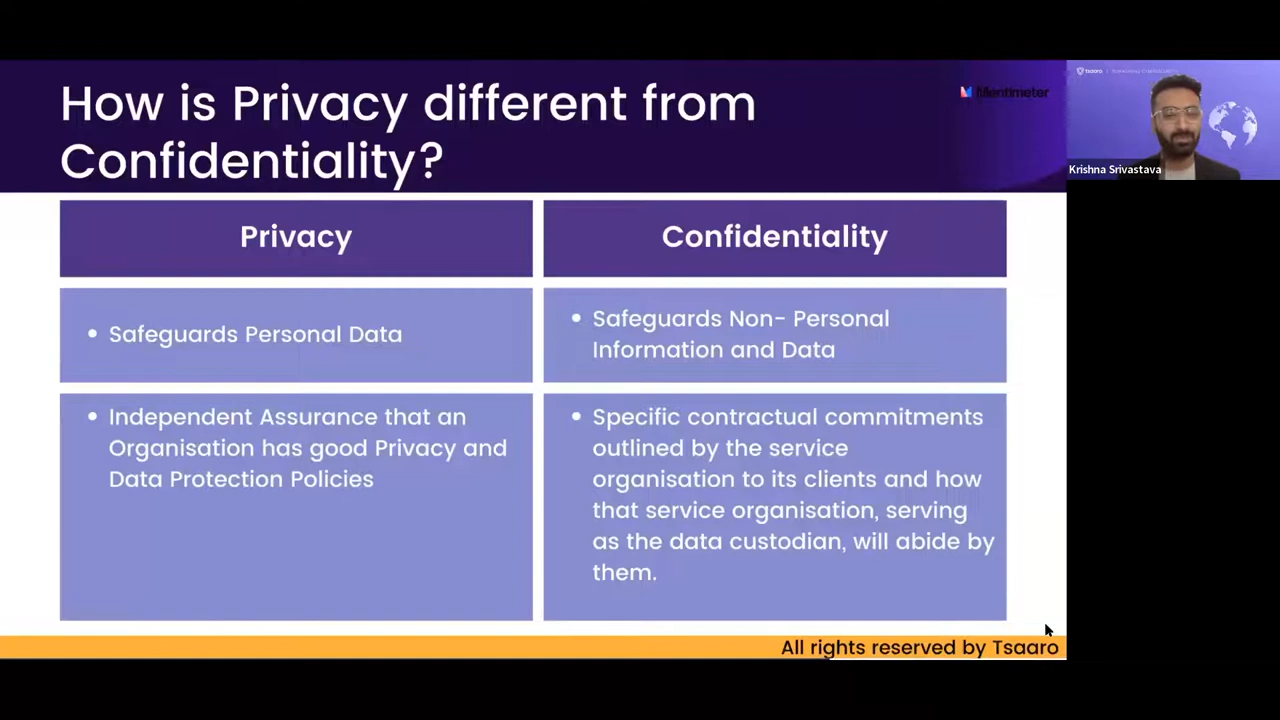 How is Privacy different from
Confidentiality?
Mentimeter
tsaaro
Krishna Srivastava
Privacy
Confidentiality
• Safeguards Personal Data
• Safeguards Non- Personal
Information and Data
• Independent Assurance that an
Organisation has good Privacy and
Data Protection Policies
• Specific contractual commitments
outlined by the service
organisation to its clients and how
that service organisation, serving
as the data custodian, will abide by
them.
All rights reserved by Tsaaro